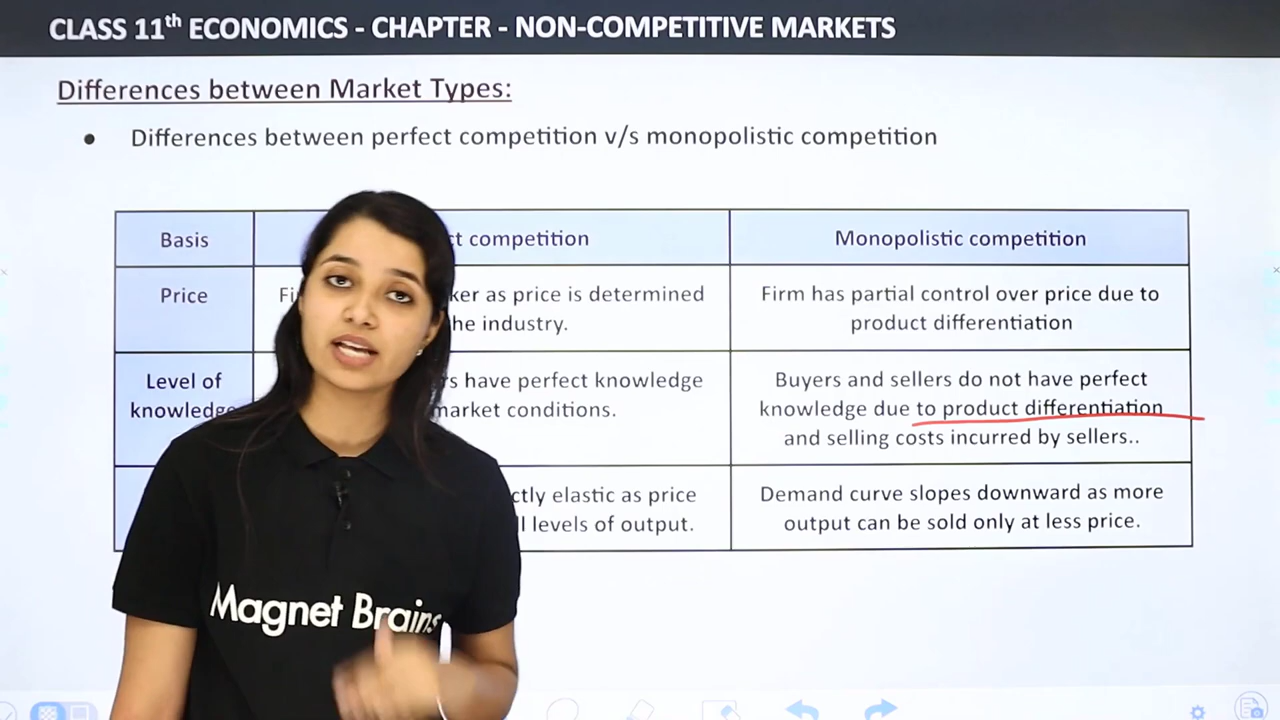 CLASS 11th ECONOMICS - CHAPTER - NON-COMPETITIVE MARKETS
Differences between Market Types:
● Differences between perfect competition v/s monopolistic competition
Basis
competition
Monopolistic competition
Price
as price is determined
industry.
Firm has partial control over price due to
product differentiation
Level of
knowledge
have perfect knowledge
market conditions.
Buyers and sellers do not have perfect
knowledge due to product differentiation
and selling costs incurred by sellers..
elastic as price
levels of output.
Demand curve slopes downward as more
output can be sold only at less price.
Magnet Brains